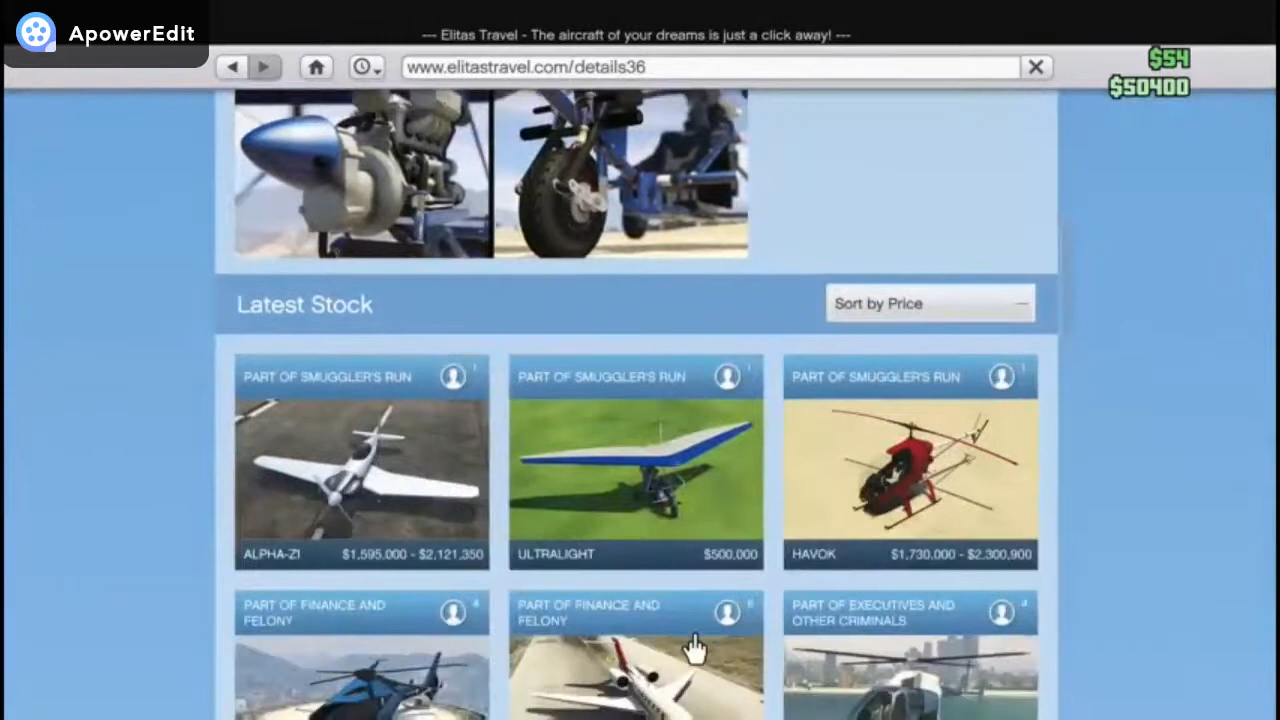 ApowerEdit
--- Elitas Travel - The aircraft of your dreams is just a click away! ---
www.elitastravel.com/details36
$54
$50400
Latest Stock
Sort by Price
PART OF SMUGGLER'S RUN
PART OF SMUGGLER'S RUN
PART OF SMUGGLER'S RUN
ALPHA-Z1 $1,595,000 - $2,121,350
ULTRALIGHT $500,000
HAVOK $1,730,000 - $2,300,900
PART OF FINANCE AND
FELONY
PART OF FINANCE AND
FELONY
PART OF EXECUTIVES AND
OTHER CRIMINALS